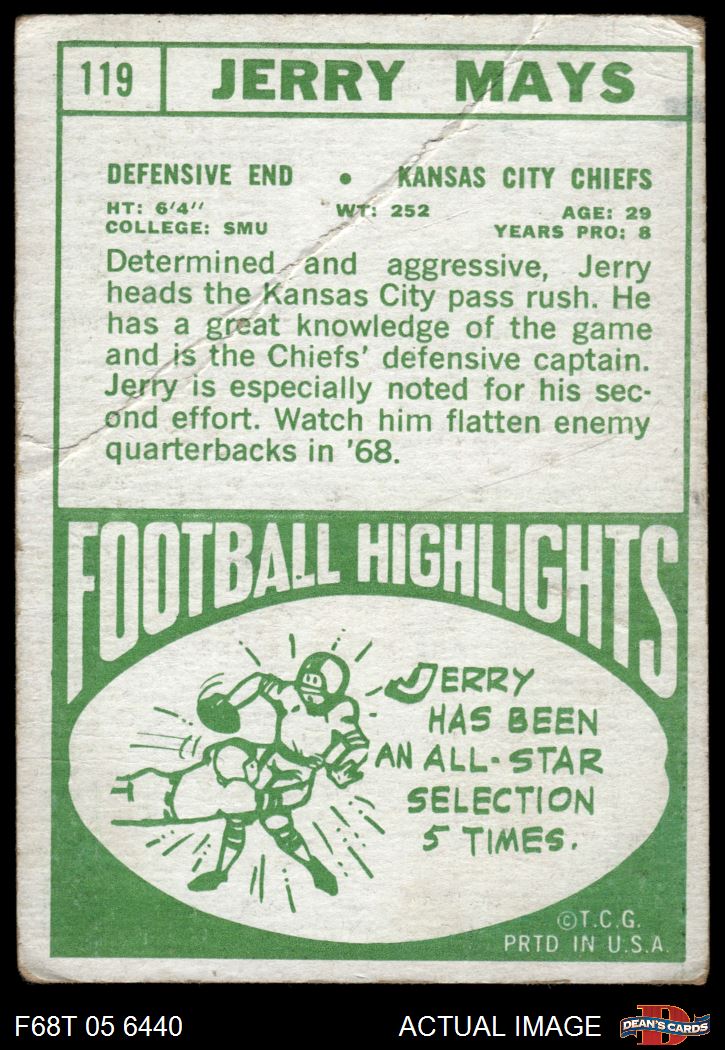 119 JERRY MAYS
DEFENSIVE END • KANSAS CITY CHIEFS
HT: 6'4" WT: 252 AGE: 29
COLLEGE: SMU YEARS PRO: 8
Determined and aggressive, Jerry
heads the Kansas City pass rush. He
has a great knowledge of the game
and is the Chiefs' defensive captain.
Jerry is especially noted for his sec-
ond effort. Watch him flatten enemy
quarterbacks in '68.
FOOTBALL HIGHLIGHTS
JERRY
HAS BEEN
AN ALL-STAR
SELECTION
5 TIMES.
©T.C.G.
PRTD IN U.S.A.
F68T 05 6440 ACTUAL IMAGE D DEAN'S CARDS